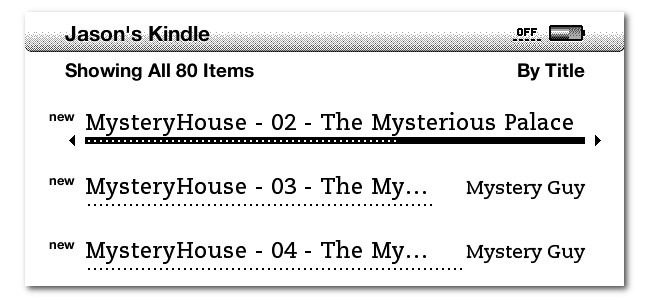 Jason's Kindle OFF
Showing All 80 Items By Title
new MysteryHouse - 02 - The Mysterious Palace
new MysteryHouse - 03 - The My... Mystery Guy
new MysteryHouse - 04 - The My... Mystery Guy